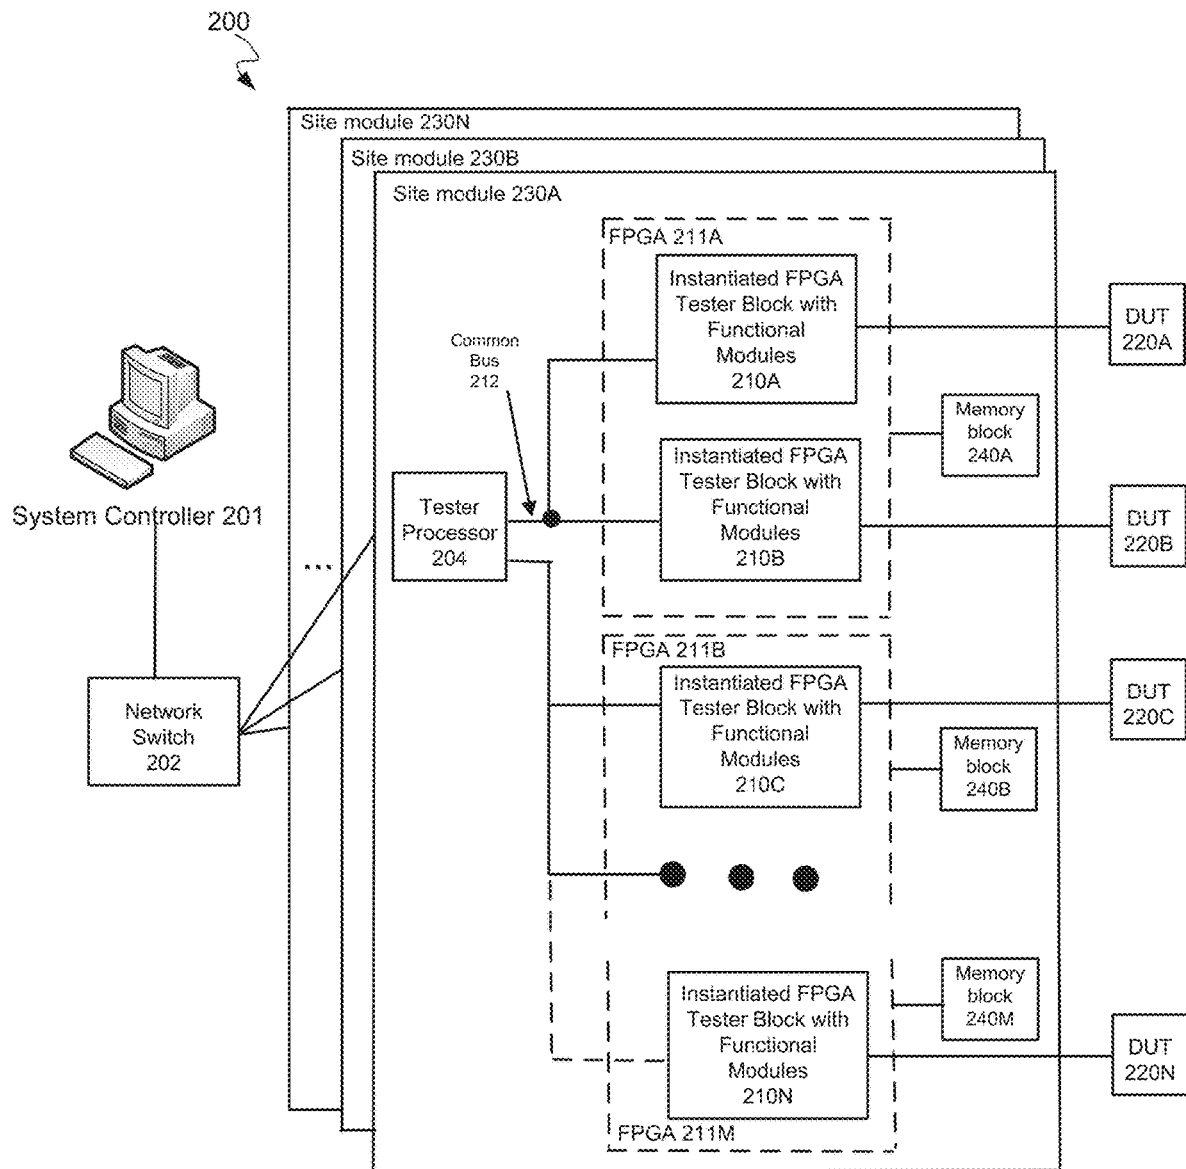 200
Site module 230N
Site module 230B
Site module 230A
FPGA 211A
Instantiated FPGA
Tester Block with
Functional
Modules
210A
DUT
220A
Common
Bus
212
Memory
block
240A
Instantiated FPGA
Tester Block with
Functional
Modules
210B
DUT
220B
Tester
Processor
204
System Controller 201
...
FPGA 211B
Instantiated FPGA
Tester Block with
Functional
Modules
210C
DUT
220C
Network
Switch
202
Memory
block
240B
Memory
block
240M
Instantiated FPGA
Tester Block with
Functional
Modules
210N
DUT
220N
FPGA 211M